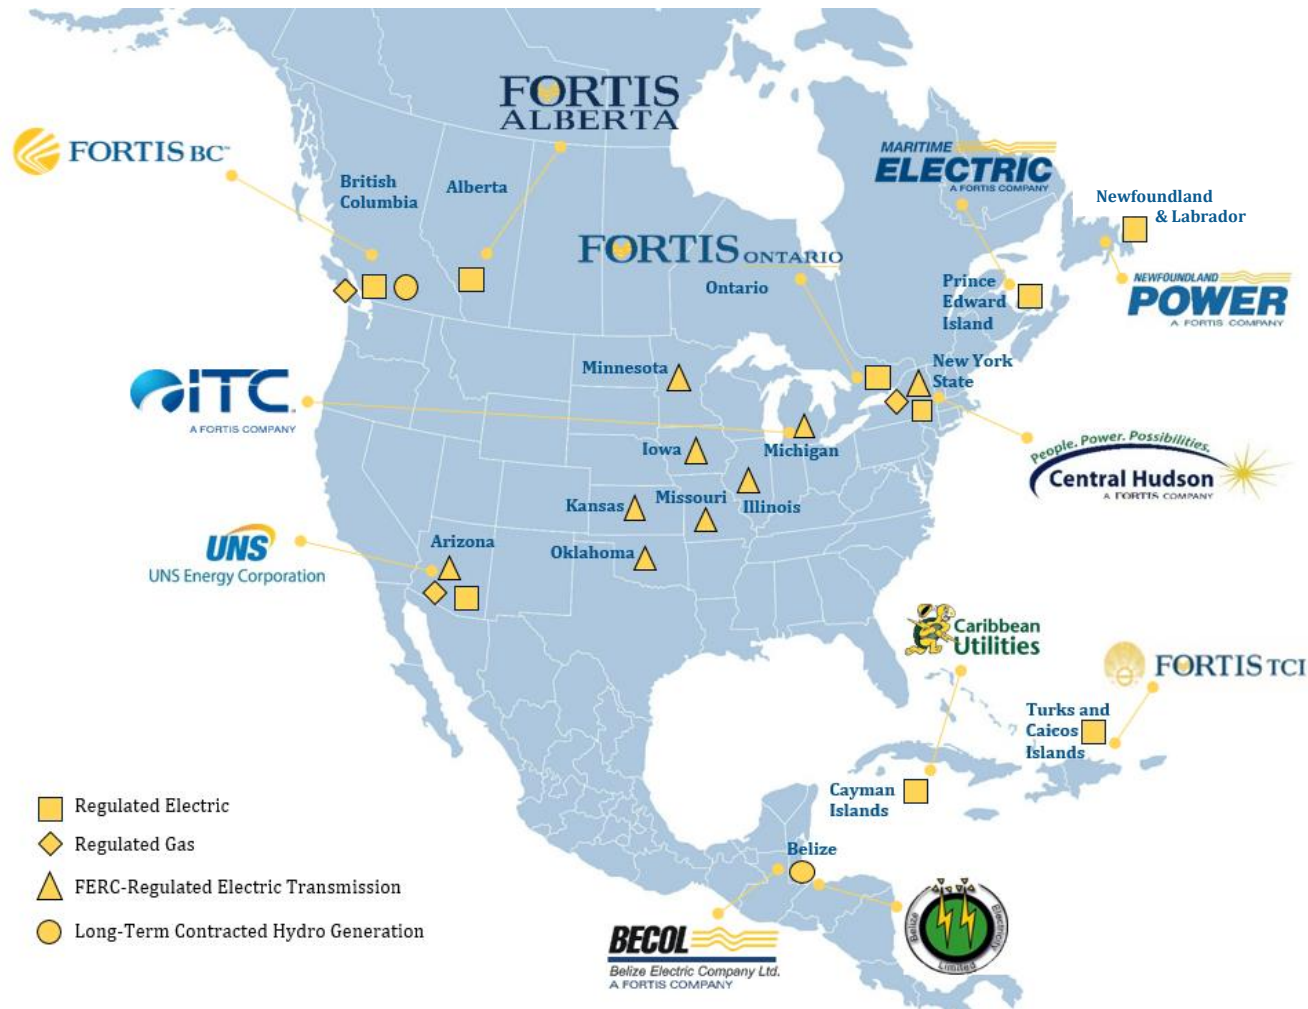 FORTIS
ALBERTA
FORTIS BC™
British
Columbia
Alberta
MARITIME
ELECTRIC
A FORTIS COMPANY
Newfoundland
& Labrador
FORTIS ONTARIO
Ontario
Prince
Edward
Island
NEWFOUNDLAND
POWER
A FORTIS COMPANY
ITC
A FORTIS COMPANY
Minnesota
New York
State
Iowa
Michigan
People. Power. Possibilities.
Central Hudson
A FORTIS COMPANY
Kansas
Missouri
Illinois
UNS
UNS Energy Corporation
Arizona
Oklahoma
Caribbean
Utilities
FORTIS TCI
Turks and
Caicos
Islands
Cayman
Islands
Regulated Electric
Regulated Gas
FERC-Regulated Electric Transmission
Long-Term Contracted Hydro Generation
Belize
BECOL
Belize Electric Company Ltd.
A FORTIS COMPANY
Belize Electricity
Limited